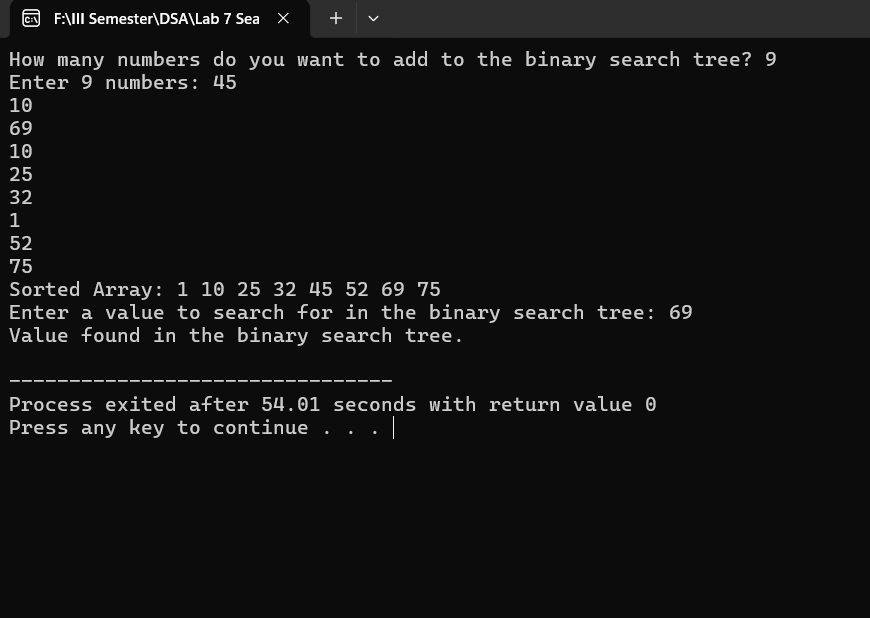 F:\III Semester\DSA\Lab 7 Sea
How many numbers do you want to add to the binary search tree? 9
Enter 9 numbers: 45
10
69
10
25
32
1
52
75
Sorted Array: 1 10 25 32 45 52 69 75
Enter a value to search for in the binary search tree: 69
Value found in the binary search tree.
--------------------------------
Process exited after 54.01 seconds with return value 0
Press any key to continue . . .